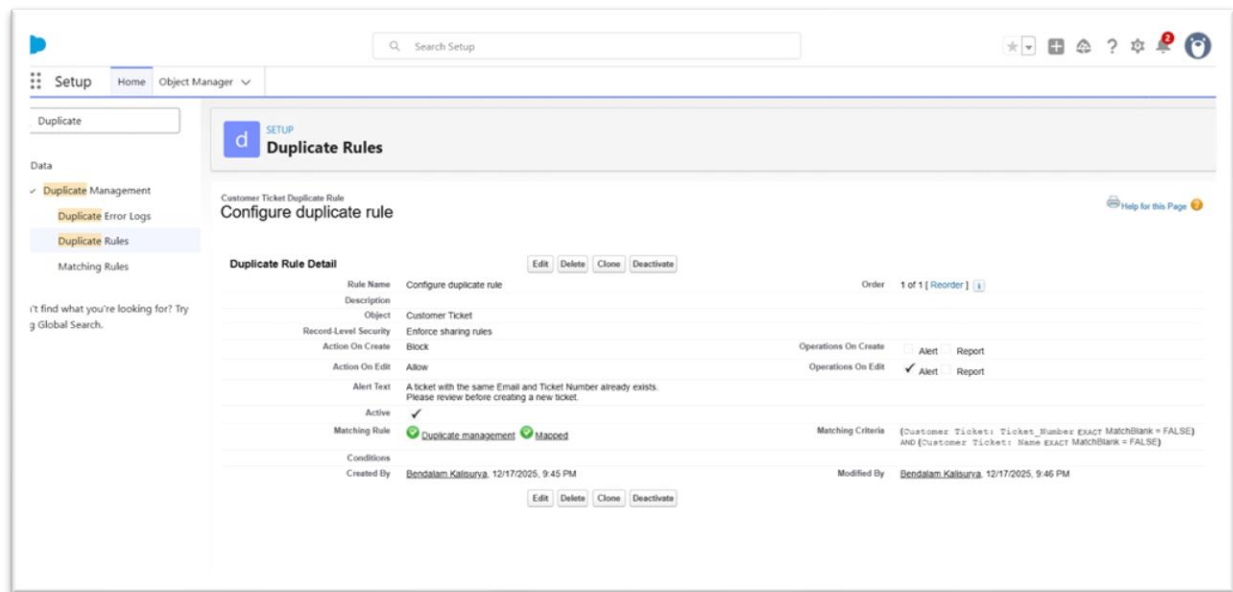 Search Setup
2
Setup Home Object Manager
Duplicate
d SETUP
Duplicate Rules
Data
Duplicate Management
Duplicate Error Logs
Duplicate Rules
Matching Rules
't find what you're looking for? Try
g Global Search.
Customer Ticket Duplicate Rule
Configure duplicate rule
Help for this Page ?
Duplicate Rule Detail Edit Delete Clone Deactivate
Rule Name Configure duplicate rule Order 1 of 1 [ Reorder ] i
Description
Object Customer Ticket
Record-Level Security Enforce sharing rules
Action On Create Block Operations On Create Alert Report
Action On Edit Allow Operations On Edit ✓ Alert Report
Alert Text A ticket with the same Email and Ticket Number already exists.
Please review before creating a new ticket.
Active ✓
Matching Rule Duplicate management Mapped Matching Criteria (Customer Ticket: Ticket_Number EXACT MatchBlank = FALSE)
AND (Customer Ticket: Name EXACT MatchBlank = FALSE)
Conditions
Created By Bendalam Kalisurya, 12/17/2025, 9:45 PM Modified By Bendalam Kalisurya, 12/17/2025, 9:46 PM
Edit Delete Clone Deactivate